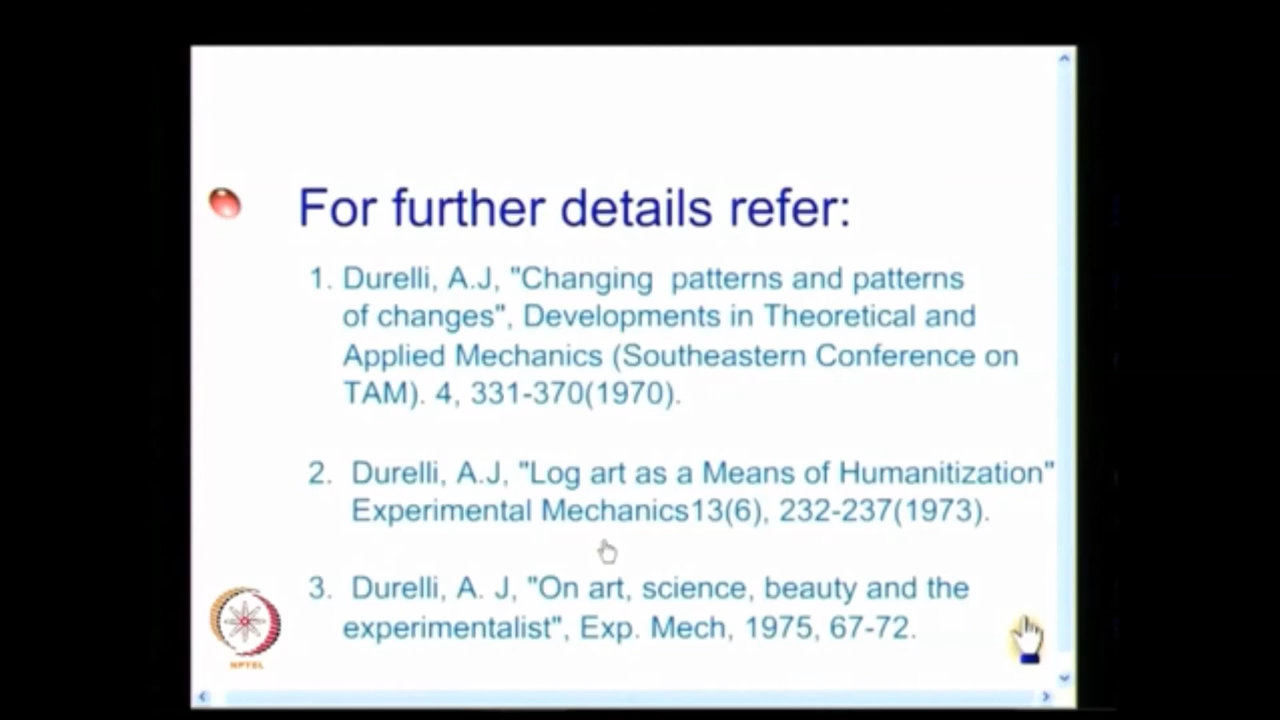 For further details refer:
1. Durelli, A.J, "Changing patterns and patterns
of changes", Developments in Theoretical and
Applied Mechanics (Southeastern Conference on
TAM). 4, 331-370(1970).
2. Durelli, A.J, "Log art as a Means of Humanitization"
Experimental Mechanics13(6), 232-237(1973).
3. Durelli, A. J, "On art, science, beauty and the
experimentalist", Exp. Mech, 1975, 67-72.
NPTEL